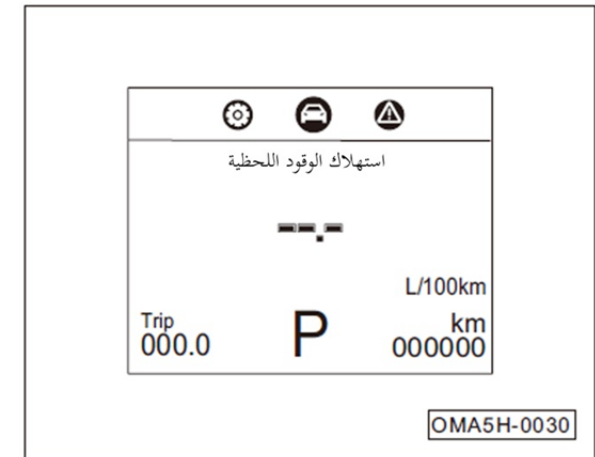 استهلاك الوقود اللحظية
--.-
L/100km
Trip
000.0
P
km
000000
OMA5H-0030